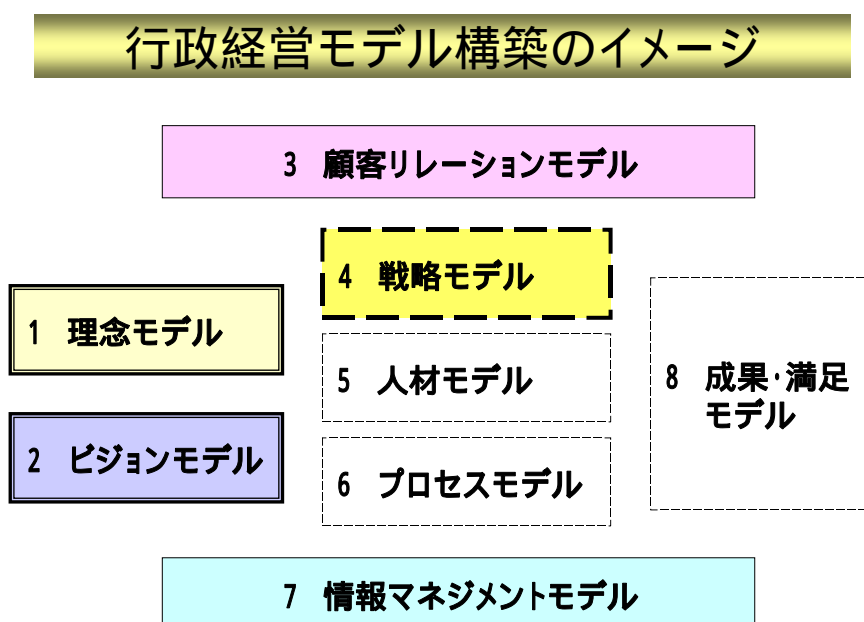 行政経営モデル構築のイメージ
3 顧客リレーションモデル
4 戦略モデル
1 理念モデル
5 人材モデル
8 成果・満足
モデル
2 ビジョンモデル
6 プロセスモデル
7 情報マネジメントモデル